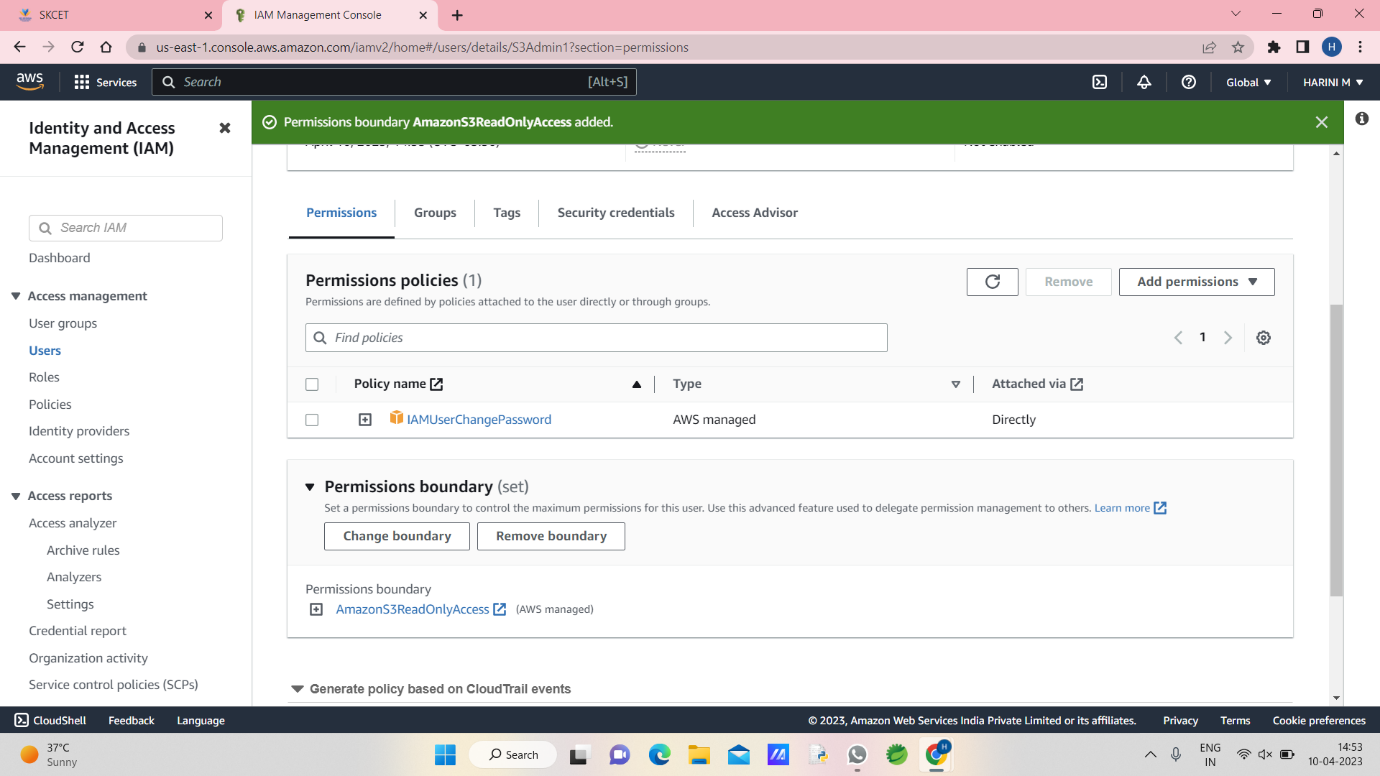 SKCET
IAM Management Console
us-east-1.console.aws.amazon.com/iamv2/home#/users/details/S3Admin1?section=permissions
H
aws
Services
Search
[Alt+S]
Global
HARINI M
Identity and Access
Management (IAM)
Search IAM
Dashboard
Access management
User groups
Users
Roles
Policies
Identity providers
Account settings
Access reports
Access analyzer
Archive rules
Analyzers
Settings
Credential report
Organization activity
Service control policies (SCPs)
Permissions boundary AmazonS3ReadOnlyAccess added.
Permissions
Groups
Tags
Security credentials
Access Advisor
Permissions policies (1)
Permissions are defined by policies attached to the user directly or through groups.
Remove
Add permissions
Find policies
1
Policy name
Type
Attached via
IAMUserChangePassword
AWS managed
Directly
Permissions boundary (set)
Set a permissions boundary to control the maximum permissions for this user. Use this advanced feature used to delegate permission management to others. Learn more
Change boundary
Remove boundary
Permissions boundary
AmazonS3ReadOnlyAccess (AWS managed)
Generate policy based on CloudTrail events
CloudShell
Feedback
Language
© 2023, Amazon Web Services India Private Limited or its affiliates.
Privacy
Terms
Cookie preferences
37°C
Sunny
Search
H
ENG
IN
14:53
10-04-2023